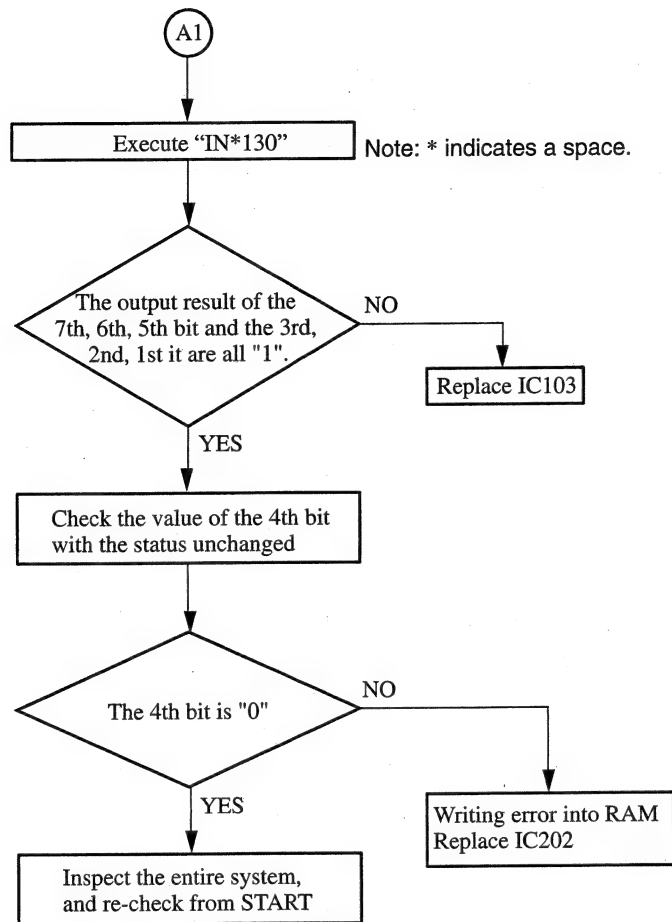 A1
Execute “IN*130”
Note: * indicates a space.
The output result of the
7th, 6th, 5th bit and the 3rd,
2nd, 1st it are all "1".
NO
Replace IC103
YES
Check the value of the 4th bit
with the status unchanged
The 4th bit is "0"
NO
Writing error into RAM
Replace IC202
YES
Inspect the entire system,
and re-check from START